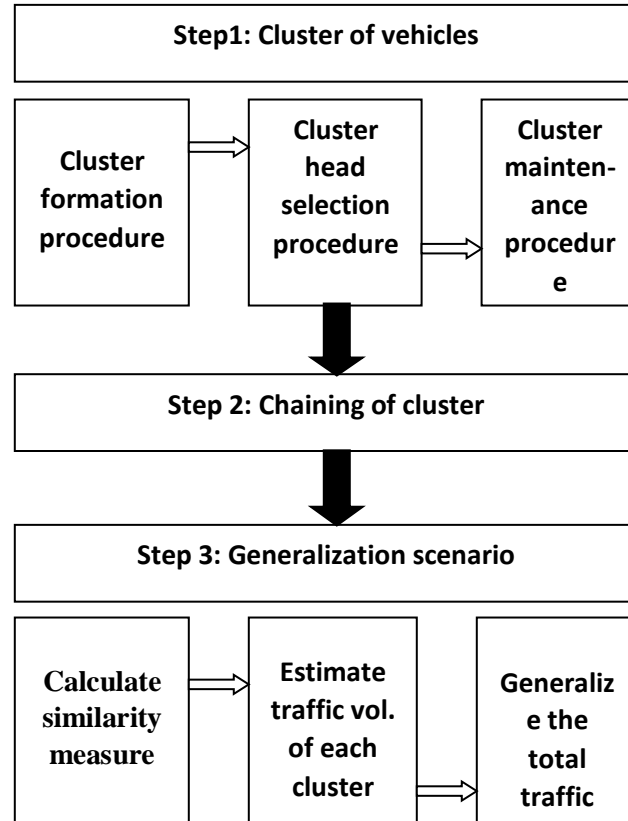 Step1: Cluster of vehicles
Cluster
formation
procedure
Cluster
head
selection
procedure
Cluster
mainten-
ance
procedur
e
Step 2: Chaining of cluster
Step 3: Generalization scenario
Calculate
similarity
measure
Estimate
traffic vol.
of each
cluster
Generaliz
e the
total
traffic